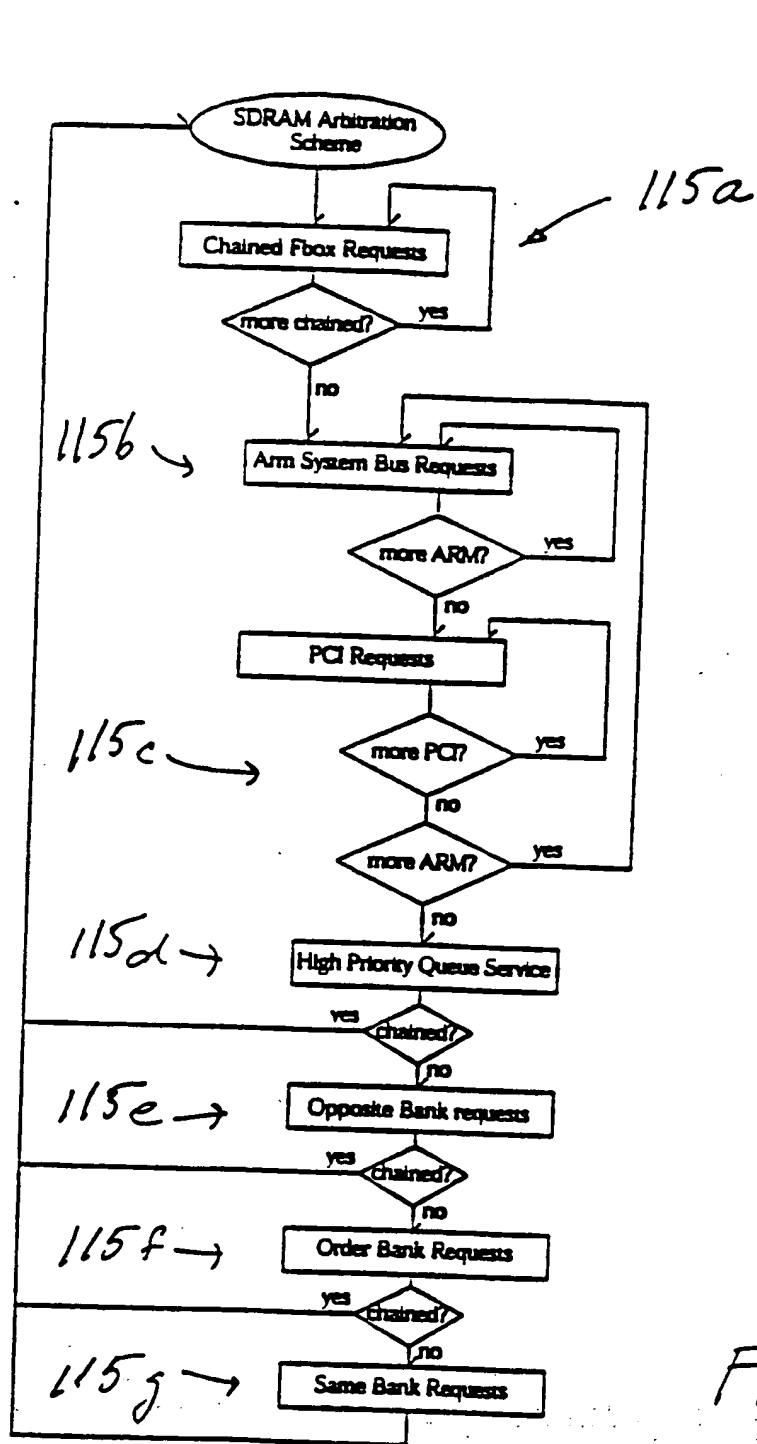 SDRAM Arbitration
Scheme
115a
Chained Fbox Requests
more chained?
yes
no
115b
Arm System Bus Requests
more ARM?
yes
no
PCI Requests
115c
more PCI?
yes
no
more ARM?
yes
no
115d
High Priority Queue Service
yes
chained?
no
115e
Opposite Bank requests
yes
chained?
no
115f
Order Bank Requests
yes
chained?
no
115g
Same Bank Requests
F